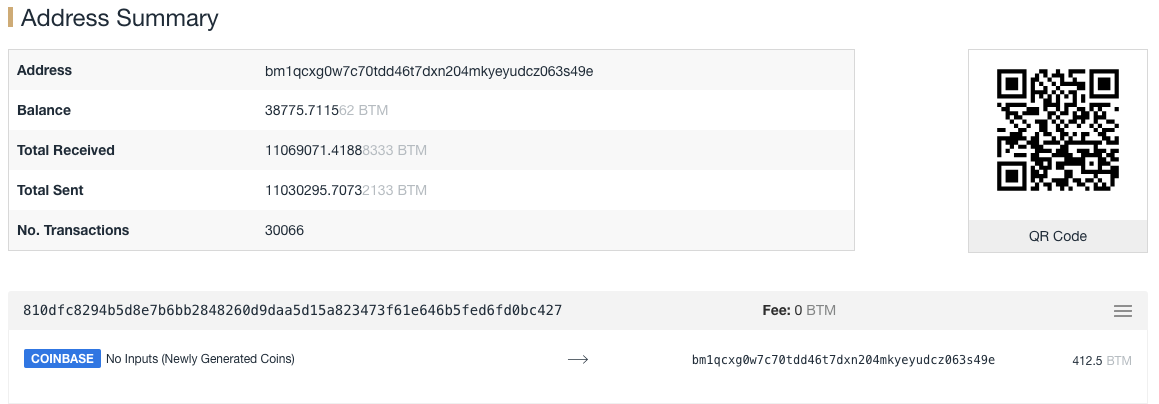 Address Summary
Address bm1qcxg0w7c70tdd46t7dxn204mkyeyudcz063s49e
Balance 38775.711562 BTM
Total Received 11069071.41888333 BTM
Total Sent 11030295.70732133 BTM
No. Transactions 30066
QR Code
810dfc8294b5d8e7b6bb2848260d9daa5d15a823473f61e646b5fed6fd0bc427 Fee: 0 BTM
COINBASE No Inputs (Newly Generated Coins) → bm1qcxg0w7c70tdd46t7dxn204mkyeyudcz063s49e 412.5 BTM